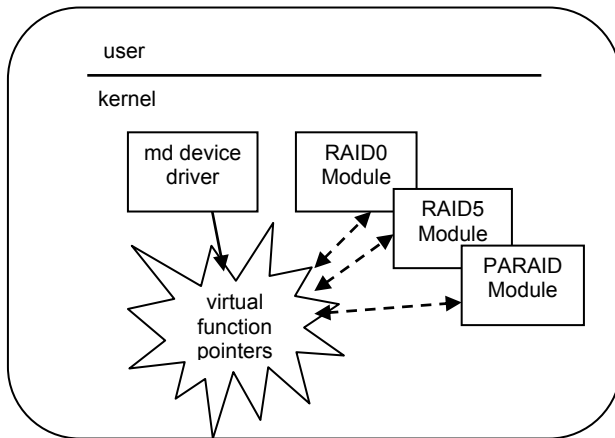 user
kernel
md device
driver
RAID0
Module
RAID5
Module
PARAID
Module
virtual
function
pointers